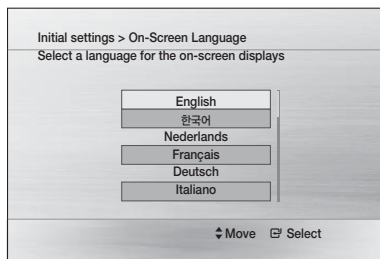 Initial settings > On-Screen Language
Select a language for the on-screen displays
English
한국어
Nederlands
Français
Deutsch
Italiano
Move Select